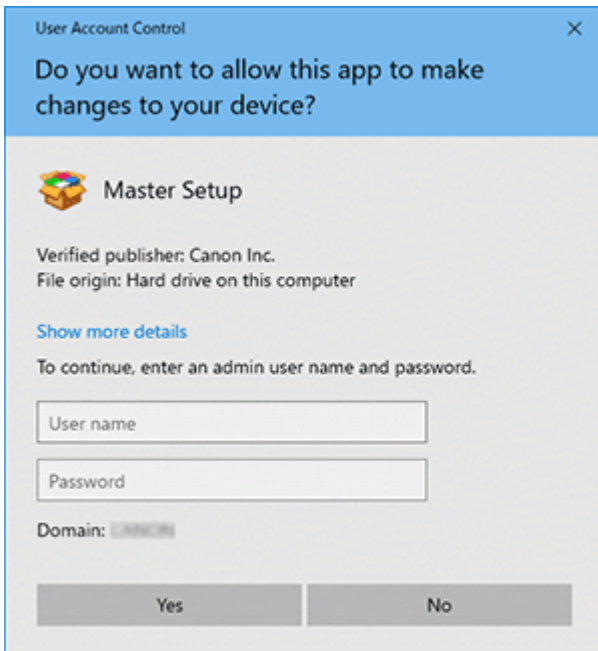 User Account Control
Do you want to allow this app to make
changes to your device?
Master Setup
Verified publisher: Canon Inc.
File origin: Hard drive on this computer
Show more details
To continue, enter an admin user name and password.
User name
Password
Domain:
Yes
No